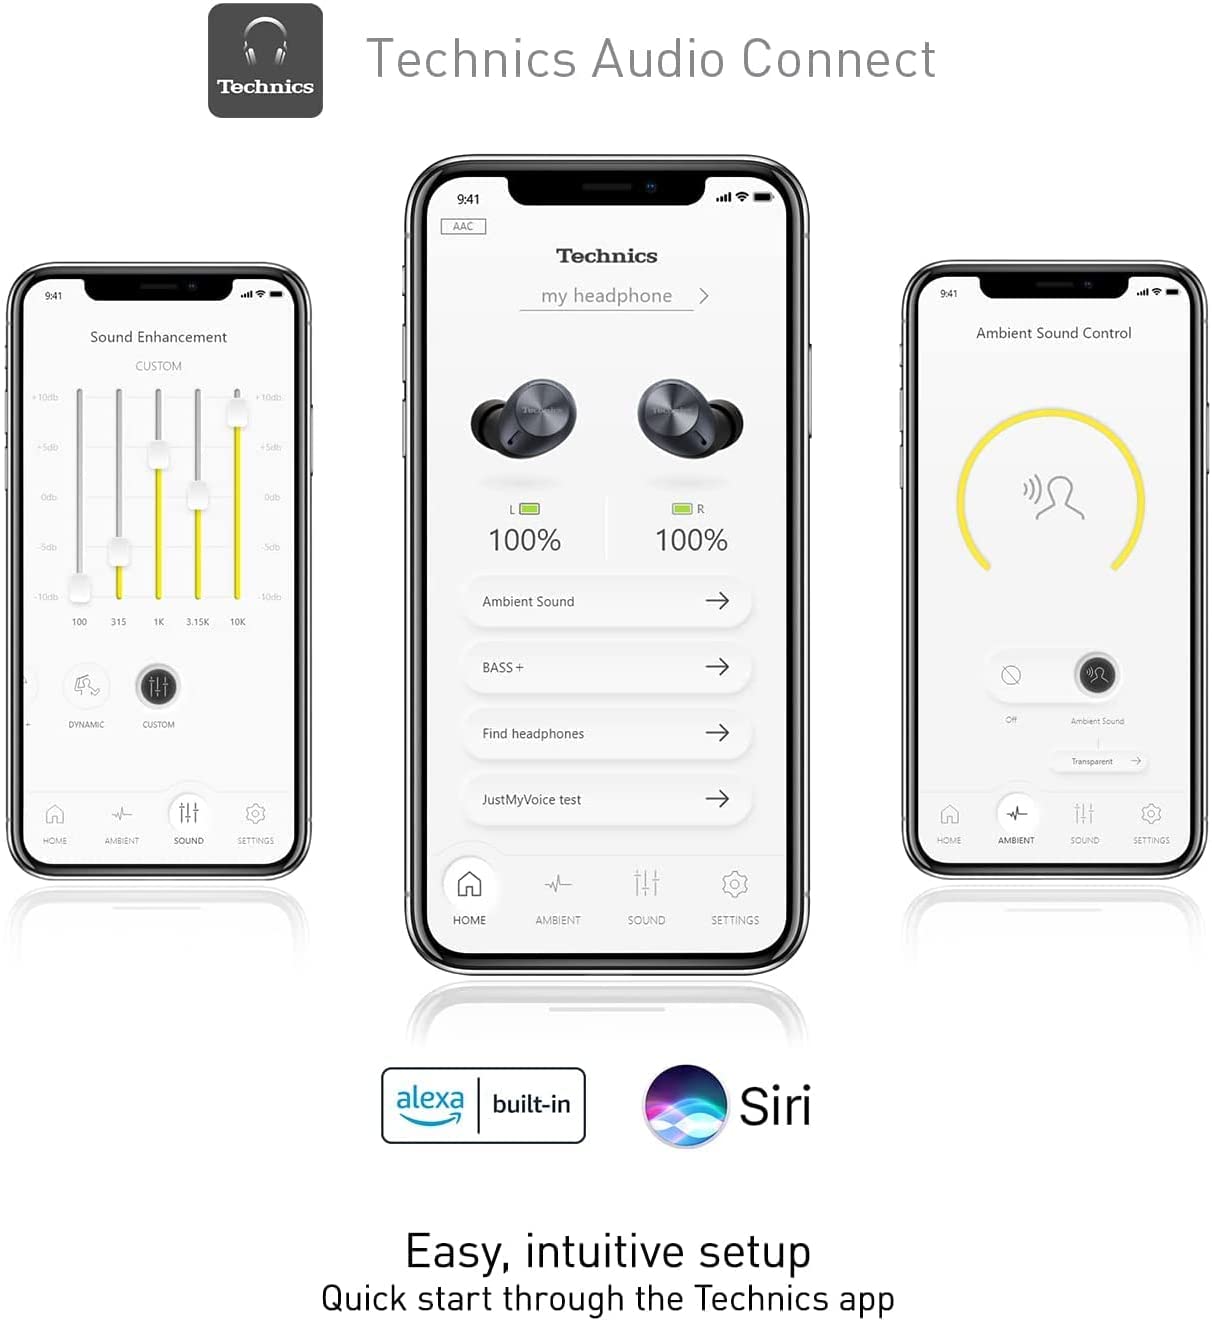 Technics
Technics Audio Connect
9:41
Sound Enhancement
CUSTOM
+10db
+10db
+5db
+5db
0db
0db
-5db
-5db
-10db
-10db
100
315
1K
3.15K
10K
DYNAMIC
CUSTOM
HOME
AMBIENT
SOUND
SETTINGS
9:41
AAC
Technics
my headphone
Technics
Technics
L
R
100%
100%
Ambient Sound
BASS+
Find headphones
JustMyVoice test
HOME
AMBIENT
SOUND
SETTINGS
9:41
Ambient Sound Control
Off
Ambient Sound
Transparent
HOME
AMBIENT
SOUND
SETTINGS
alexa
built-in
Siri
Easy, intuitive setup
Quick start through the Technics app